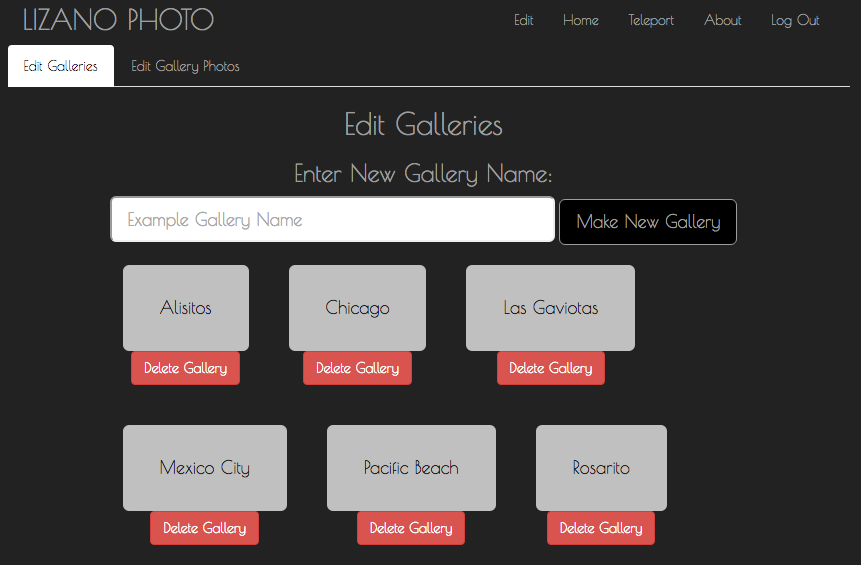 LIZANO PHOTO Edit Home Teleport About Log Out
Edit Galleries Edit Gallery Photos
Edit Galleries
Enter New Gallery Name:
Example Gallery Name Make New Gallery
Alisitos Chicago Las Gaviotas
Delete Gallery Delete Gallery Delete Gallery
Mexico City Pacific Beach Rosarito
Delete Gallery Delete Gallery Delete Gallery